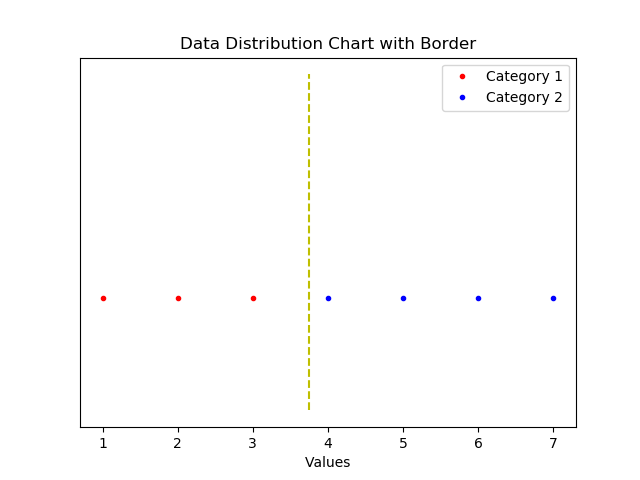 Data Distribution Chart with Border
Category 1
Category 2
1 2 3 4 5 6 7
Values